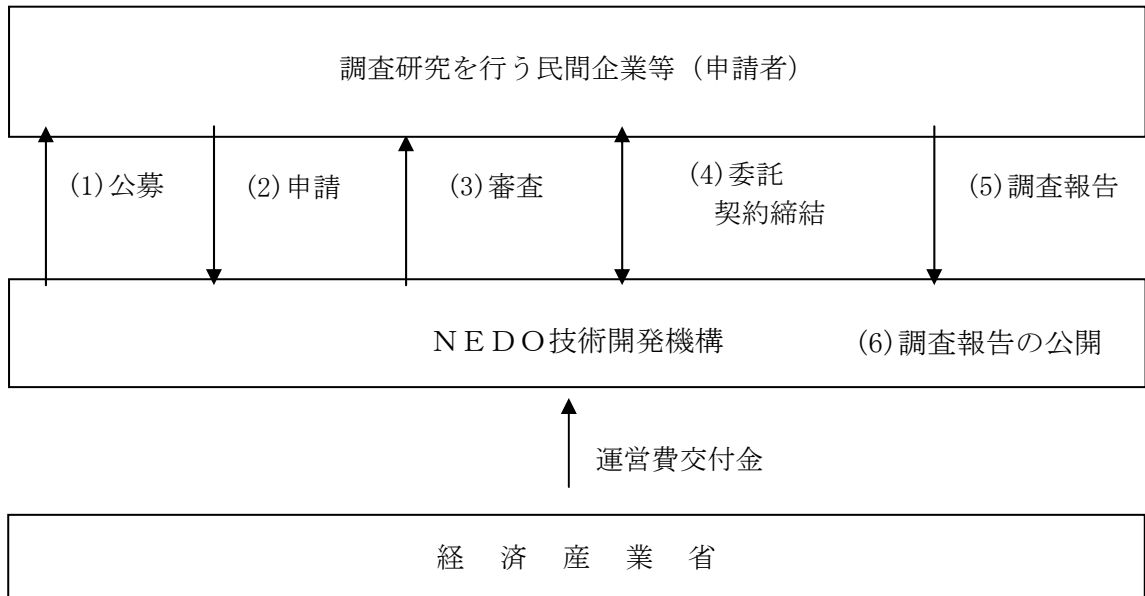 調査研究を行う民間企業等（申請者）
(1)公募
(2)申請
(3)審査
(4)委託
契約締結
(5)調査報告
ＮＥＤＯ技術開発機構
(6)調査報告の公開
運営費交付金
経　済　産　業　省